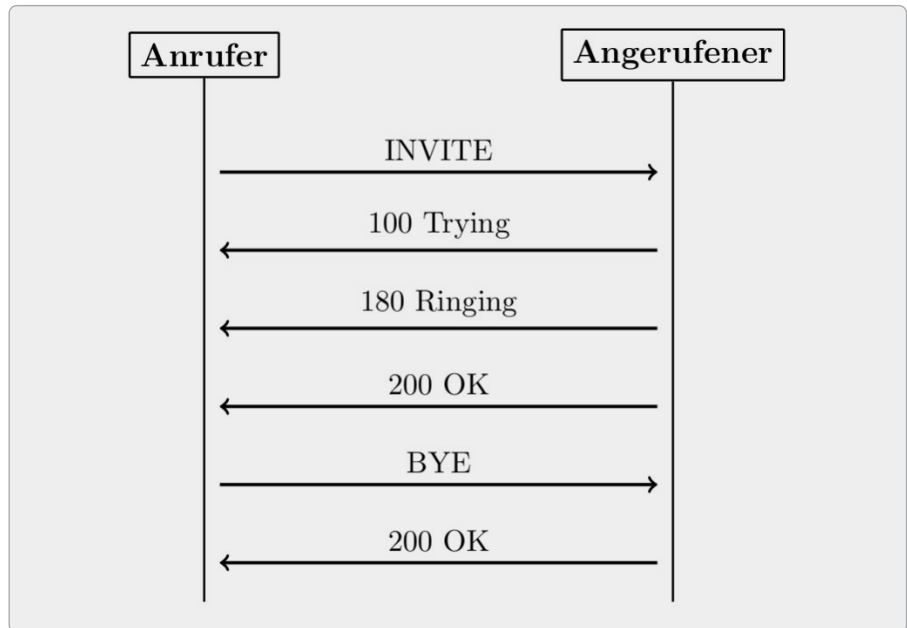 Anrufer
Angerufener
INVITE
100 Trying
180 Ringing
200 OK
BYE
200 OK